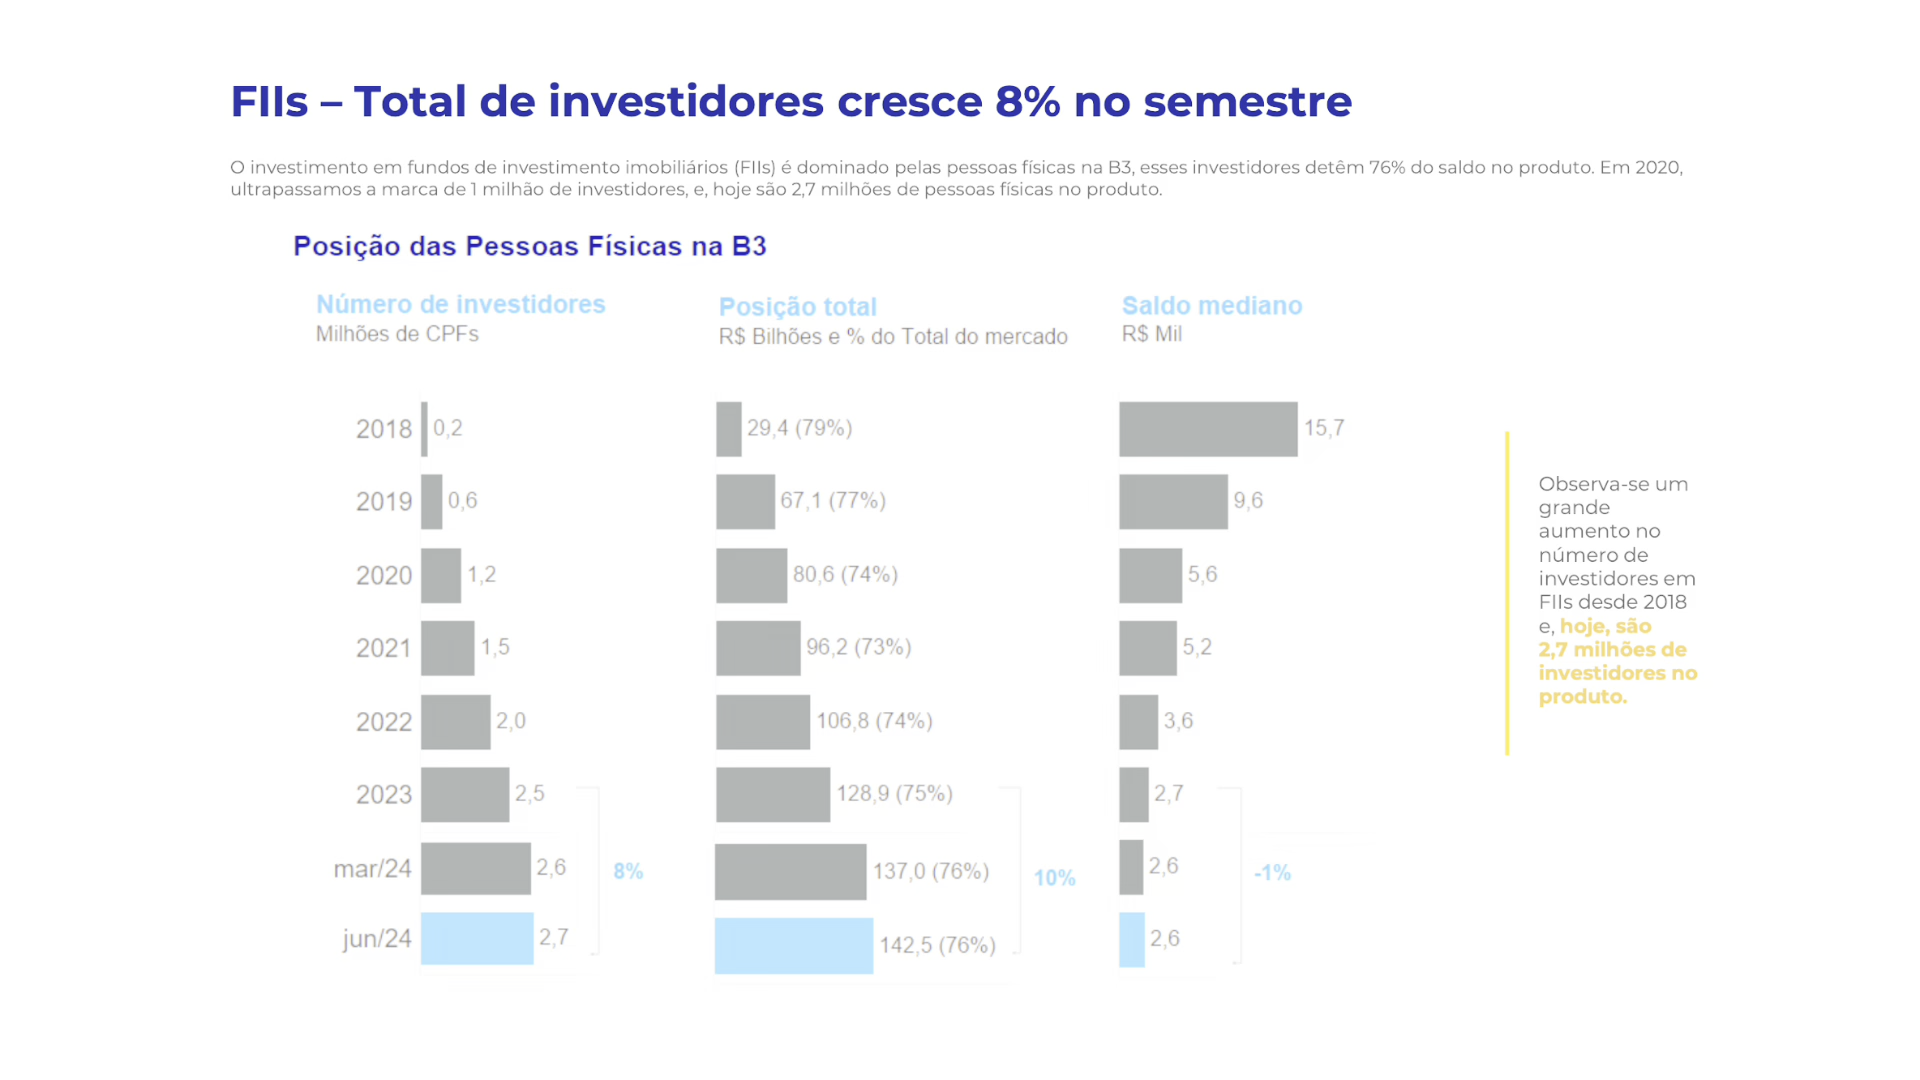 FIIs – Total de investidores cresce 8% no semestre
O investimento em fundos de investimento imobiliários (FIIs) é dominado pelas pessoas físicas na B3, esses investidores detêm 76% do saldo no produto. Em 2020,
ultrapassamos a marca de 1 milhão de investidores, e, hoje são 2,7 milhões de pessoas físicas no produto.
Posição das Pessoas Físicas na B3
Número de investidores
Milhões de CPFs
Posição total
R$ Bilhões e % do Total do mercado
Saldo mediano
R$ Mil
2018 0,2 29,4 (79%) 15,7
2019 0,6 67,1 (77%) 9,6
2020 1,2 80,6 (74%) 5,6
2021 1,5 96,2 (73%) 5,2
2022 2,0 106,8 (74%) 3,6
2023 2,5 128,9 (75%) 2,7
mar/24 2,6 137,0 (76%) 2,6
8% 10% -1%
jun/24 2,7 142,5 (76%) 2,6
Observa-se um
grande
aumento no
número de
investidores em
FIIs desde 2018
e, hoje, são
2,7 milhões de
investidores no
produto.